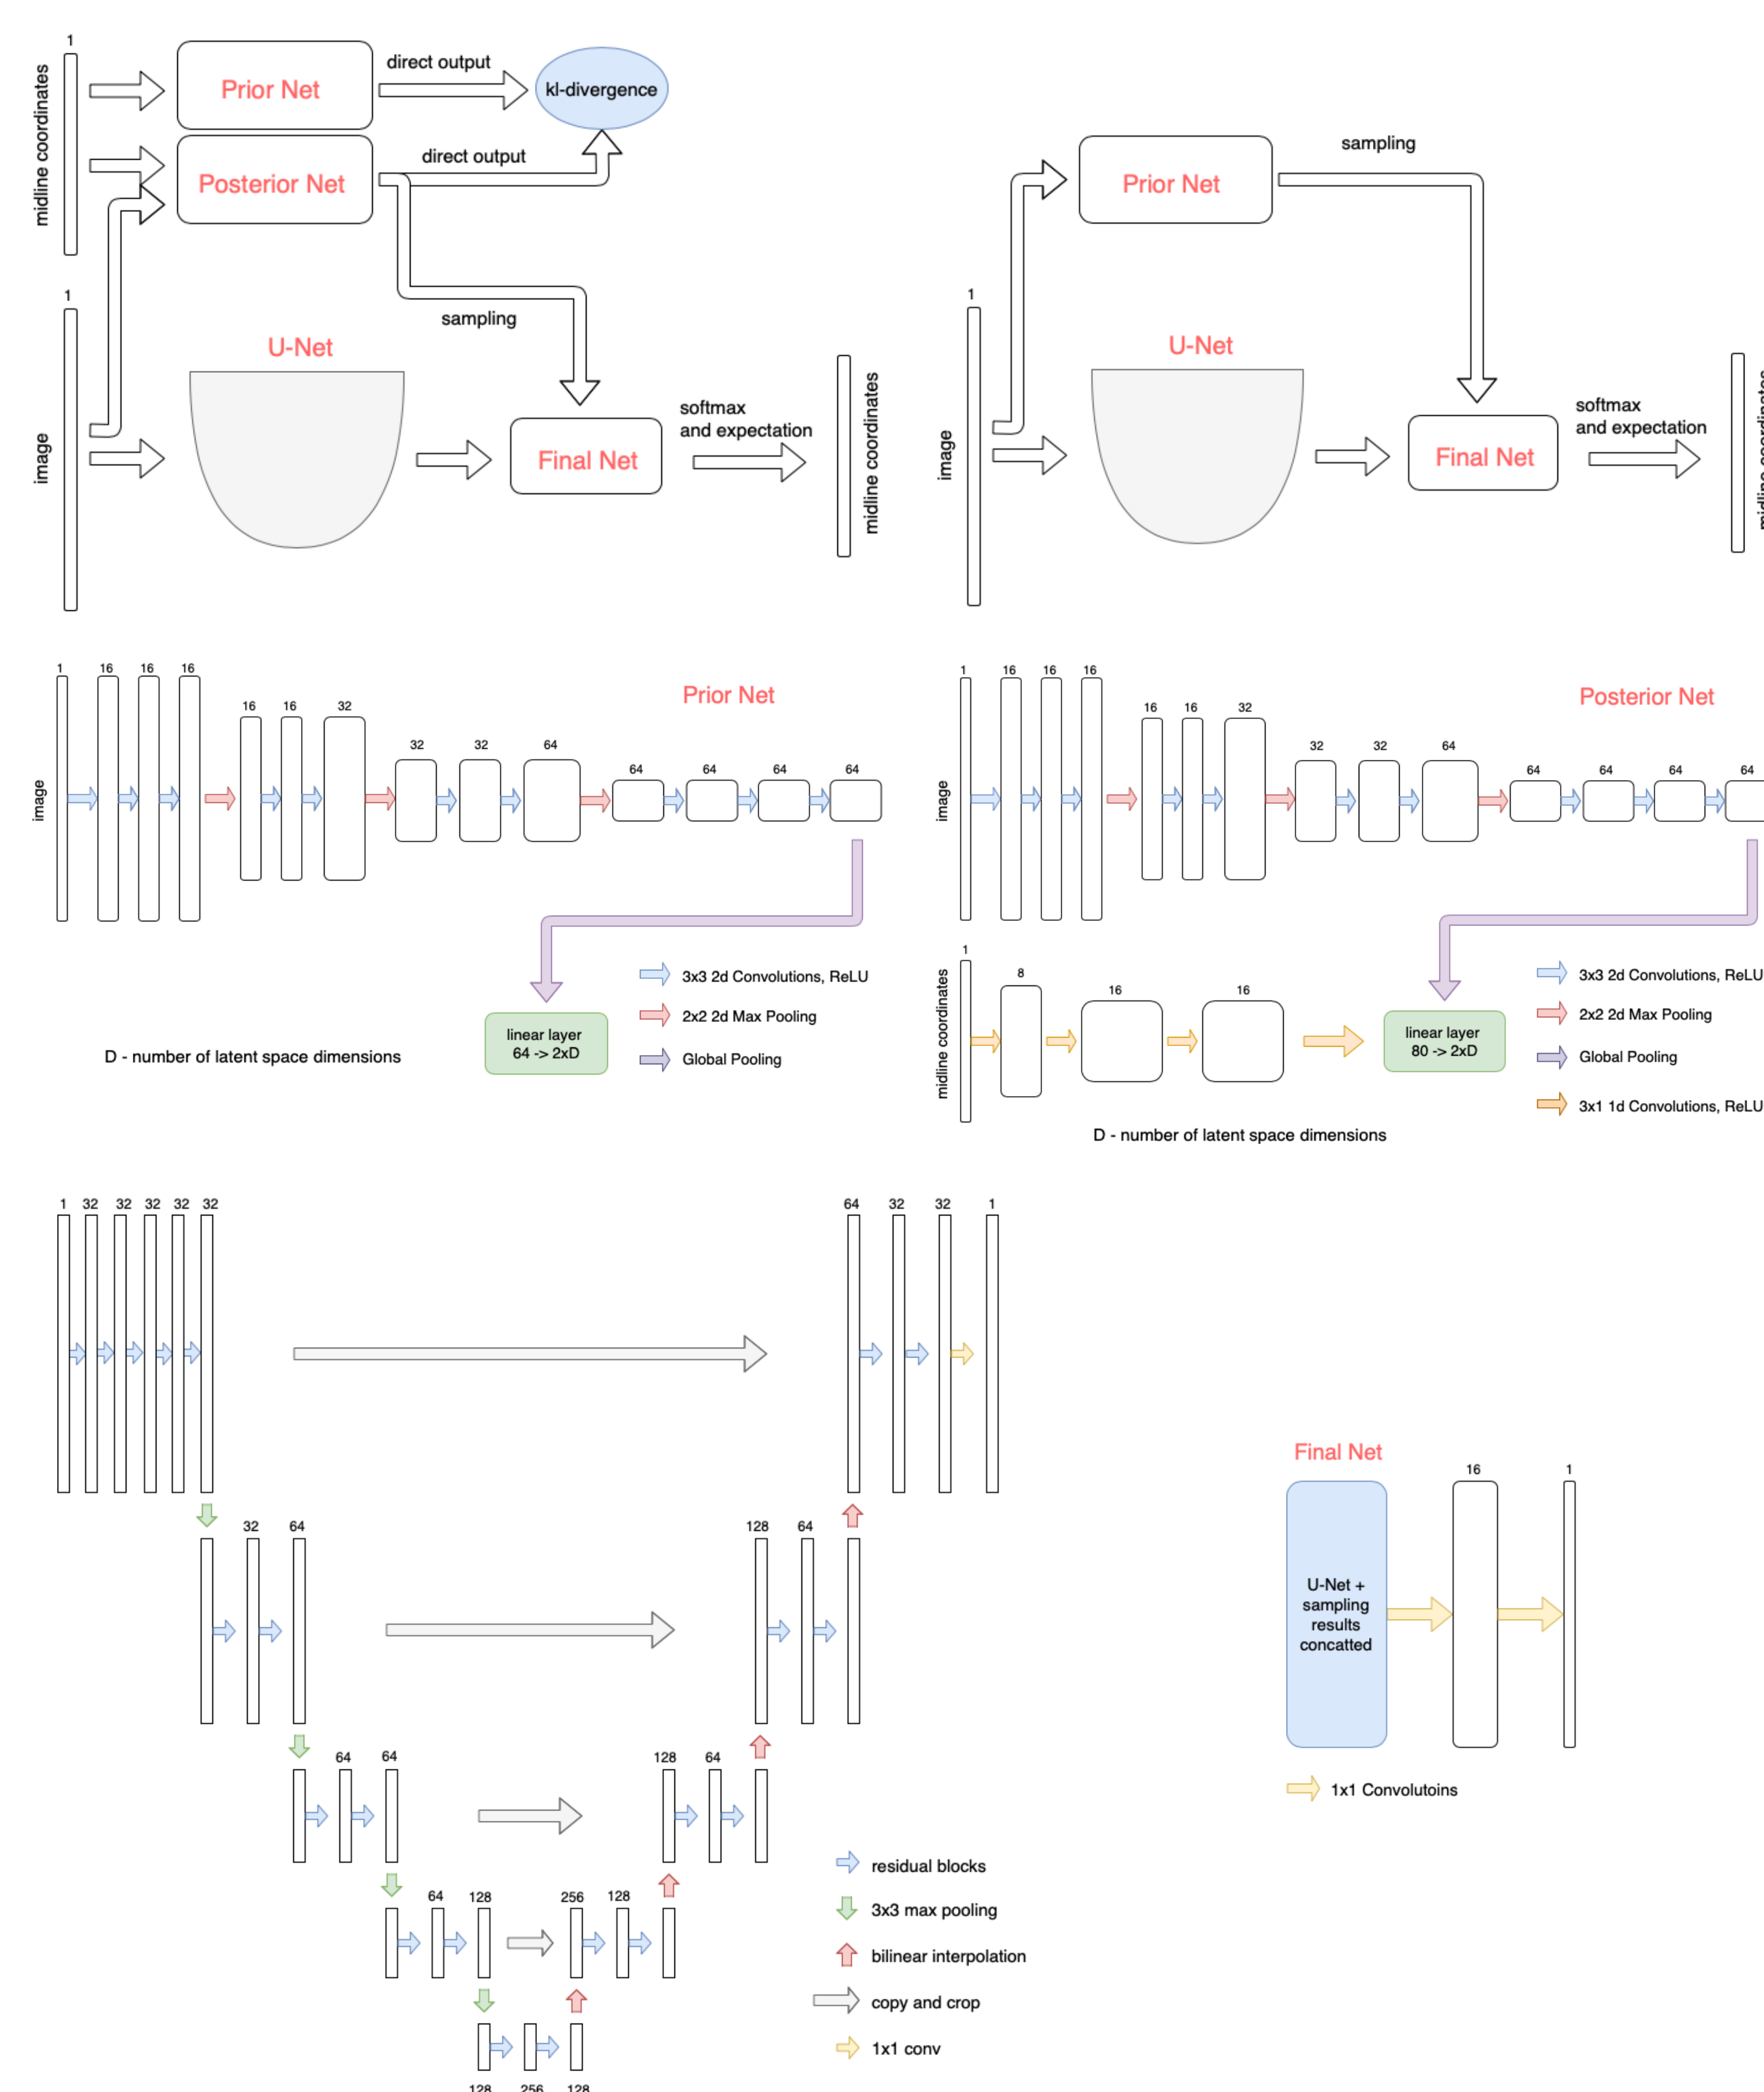 1
midline coordinates
Prior Net
direct output
kl-divergence
Posterior Net
direct output
sampling
1
image
U-Net
Final Net
softmax
and expectation
midline coordinates
Prior Net
sampling
1
image
U-Net
Final Net
softmax
and expectation
midline coordinates
1 16 16 16
16 16 32
32 32 64
64 64 64 64
Prior Net
image
linear layer
64 -> 2xD
D - number of latent space dimensions
3x3 2d Convolutions, ReLU
2x2 2d Max Pooling
Global Pooling
1 16 16 16
16 16 32
32 32 64
64 64 64 64
Posterior Net
image
1
8
16
16
midline coordinates
linear layer
80 -> 2xD
3x3 2d Convolutions, ReLU
2x2 2d Max Pooling
Global Pooling
3x1 1d Convolutions, ReLU
D - number of latent space dimensions
1 32 32 32 32 32
64 32 32 1
32 64
128 64
64 64
128 64
64 128
256 128
128 256 128
residual blocks
3x3 max pooling
bilinear interpolation
copy and crop
1x1 conv
Final Net
16
1
U-Net +
sampling
results
concatted
1x1 Convolutoins